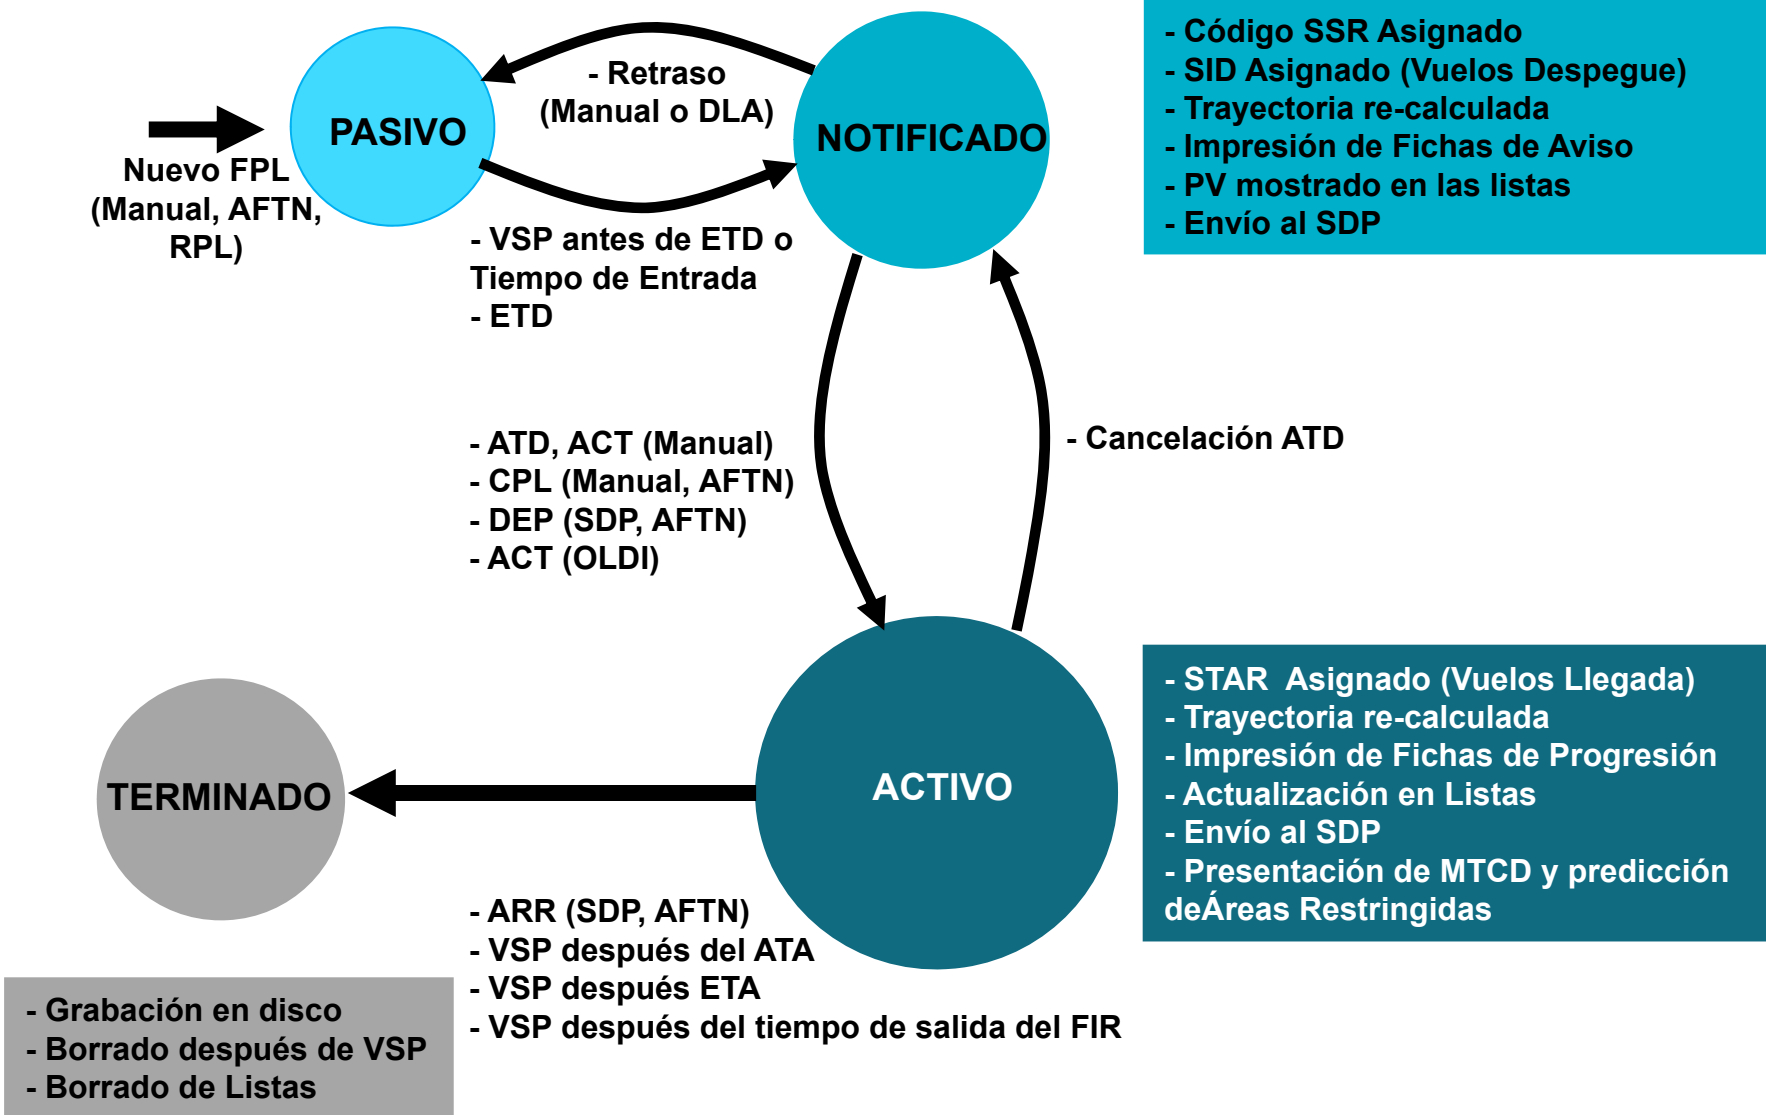 - Retraso
(Manual o DLA)
PASIVO
NOTIFICADO
Nuevo FPL
(Manual, AFTN,
RPL)
- VSP antes de ETD o
Tiempo de Entrada
- ETD
- Código SSR Asignado
- SID Asignado (Vuelos Despegue)
- Trayectoria re-calculada
- Impresión de Fichas de Aviso
- PV mostrado en las listas
- Envío al SDP
- ATD, ACT (Manual)
- CPL (Manual, AFTN)
- DEP (SDP, AFTN)
- ACT (OLDI)
- Cancelación ATD
ACTIVO
TERMINADO
- STAR  Asignado (Vuelos Llegada)
- Trayectoria re-calculada
- Impresión de Fichas de Progresión
- Actualización en Listas
- Envío al SDP
- Presentación de MTCD y predicción
deÁreas Restringidas
- ARR (SDP, AFTN)
- VSP después del ATA
- VSP después ETA
- VSP después del tiempo de salida del FIR
- Grabación en disco
- Borrado después de VSP
- Borrado de Listas